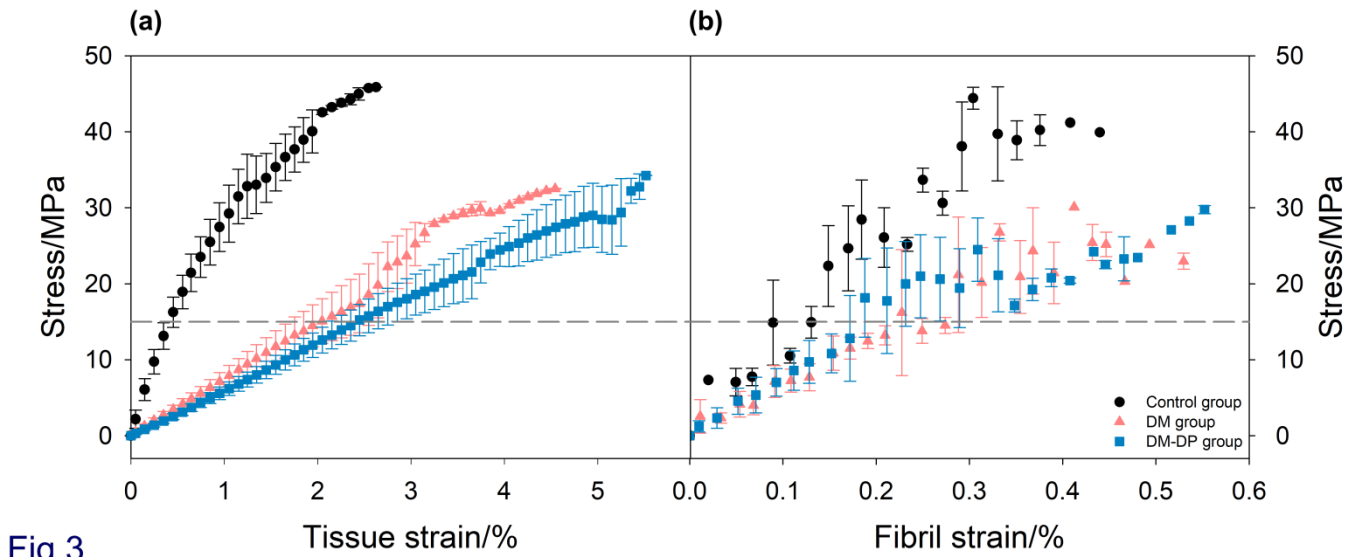 (a) (b)
50 50
40 40
30 30
20 20
10 10
0 0
Stress/MPa
Stress/MPa
Control group
DM group
DM-DP group
0 1 2 3 4 5 0.0 0.1 0.2 0.3 0.4 0.5 0.6
Tissue strain/% Fibril strain/%
Fig 3